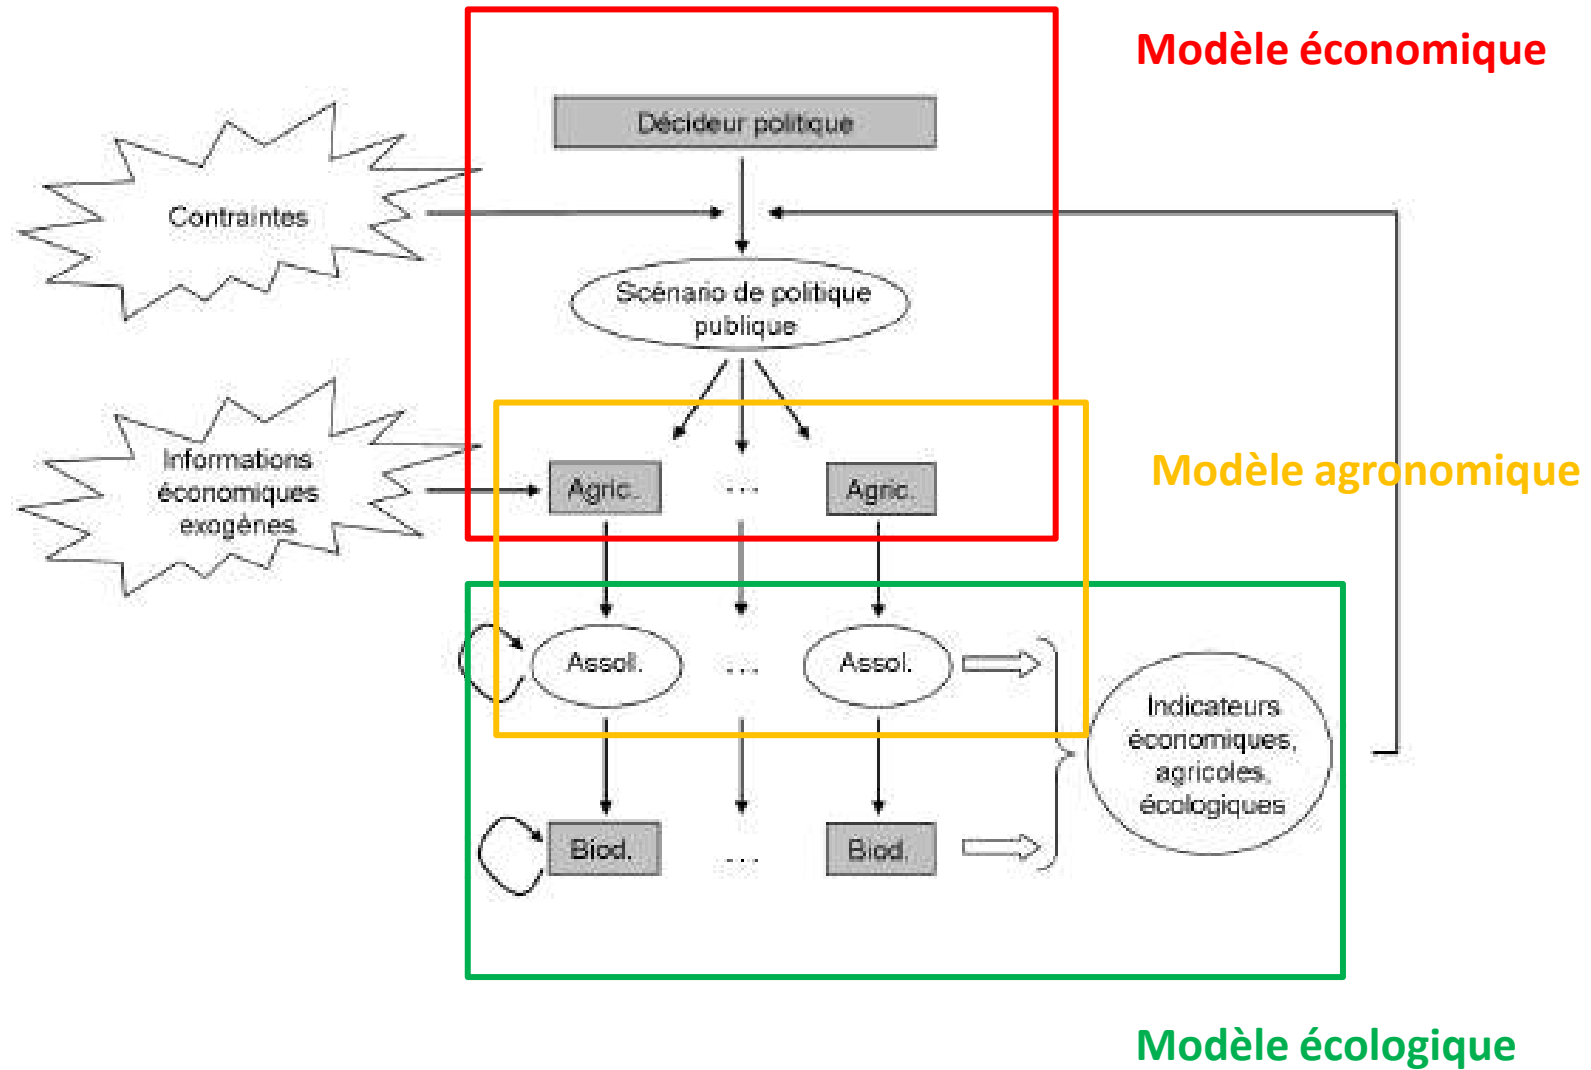 Modèle économique
Décideur politique
Contraintes
Scénario de politique
publique
Informations
économiques
exogènes
Agric.
...
Agric.
Modèle agronomique
Assol.
...
Assol.
Indicateurs
économiques,
agricoles,
écologiques
Biod.
...
Biod.
Modèle écologique